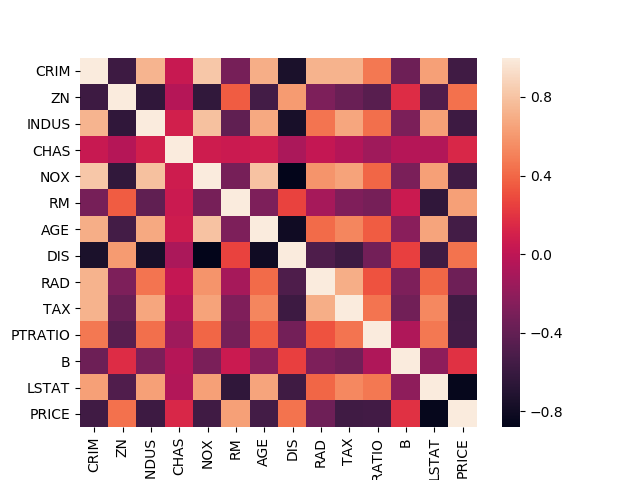 CRIM
ZN
INDUS
CHAS
NOX
RM
AGE
DIS
RAD
TAX
PTRATIO
B
LSTAT
PRICE
CRIM
ZN
NDUS
CHAS
NOX
RM
AGE
DIS
RAD
TAX
RATIO
B
LSTAT
PRICE
0.8
0.4
0.0
−0.4
−0.8